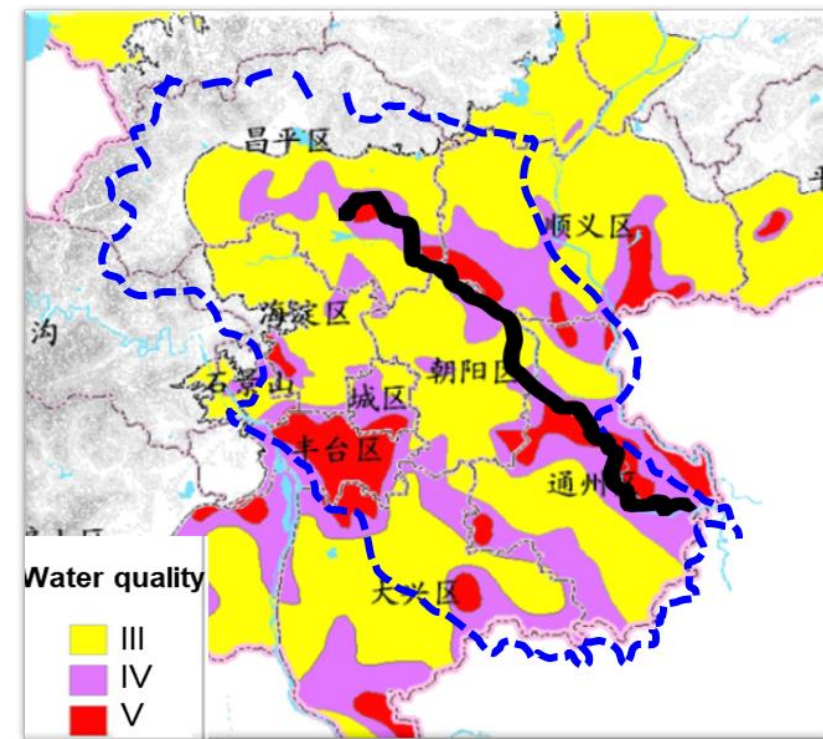 昌平区
顺义区
平
沟
海淀区
石景山
朝阳区
城区
丰台区
通州区
大兴区
Water quality
III
IV
V